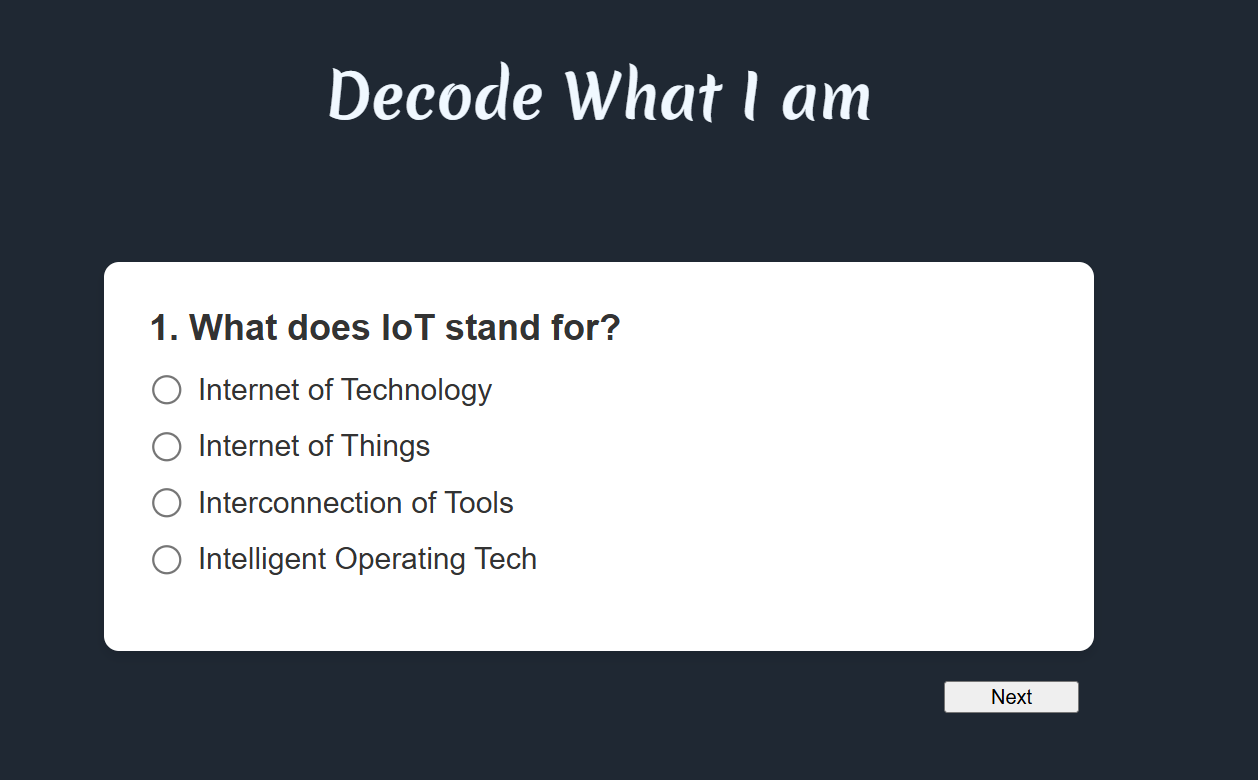 Decode What I am
1. What does IoT stand for?
Internet of Technology
Internet of Things
Interconnection of Tools
Intelligent Operating Tech
Next